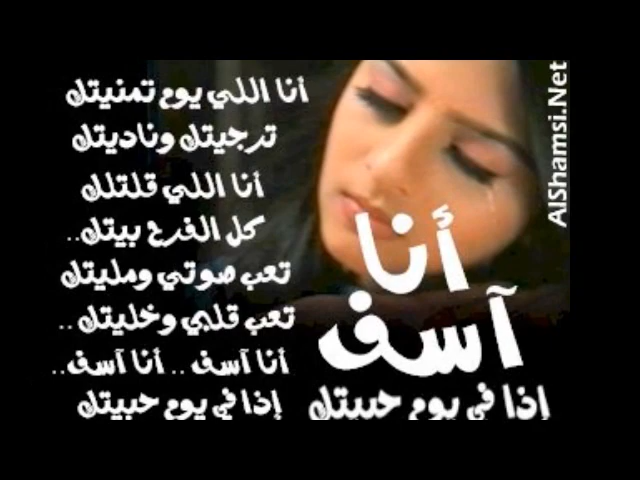 أنا اللي يوم تمنيتك
ترجيتك وناديتك
أنا اللي قلتلك
كل الفرح بيتك..
تعب صوتي ومليتك
تعب قلبي وخليتك ..
أنا آسف .. أنا آسف..
إذا في يوم حبيتك
أنا
آسف
إذا في يوم حبيتك
AlShamsi.Net